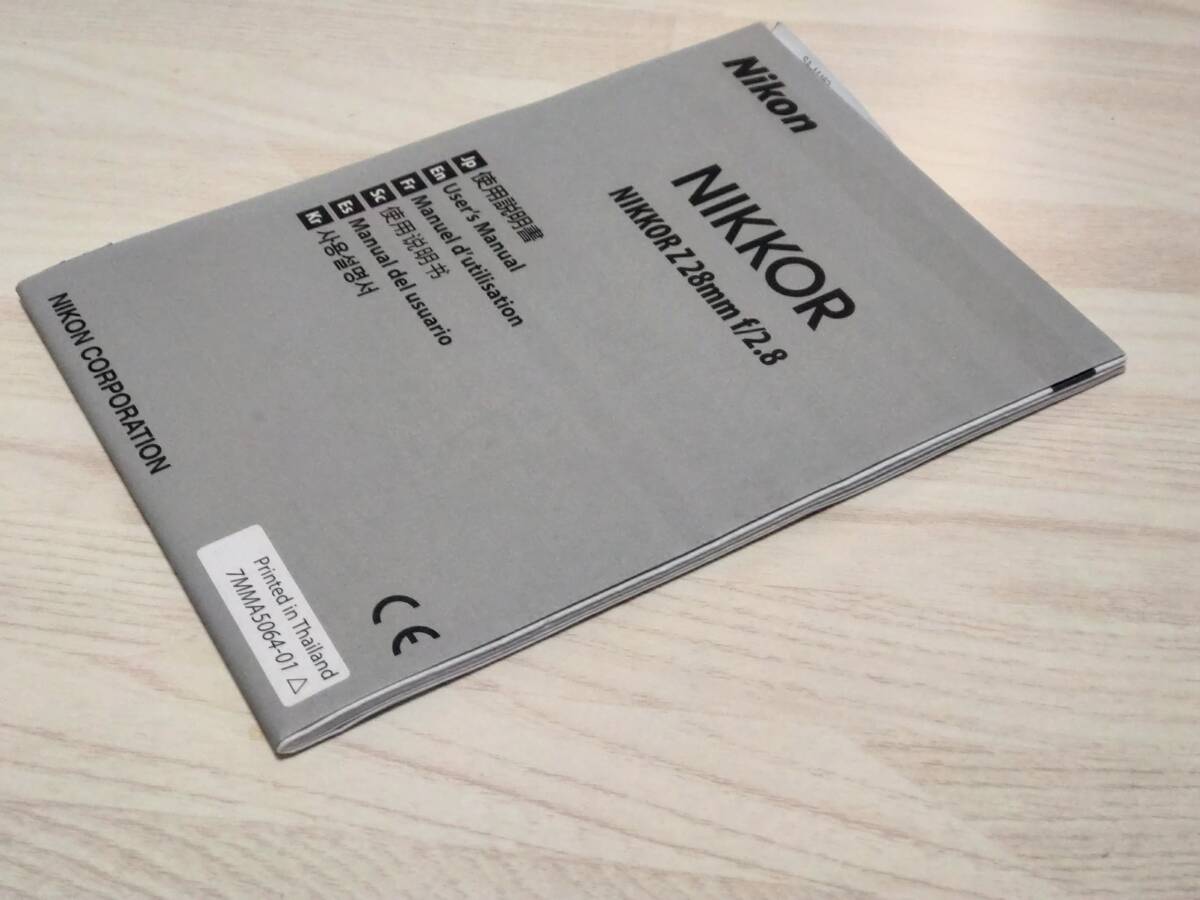 Nikon
NIKKOR
NIKKOR Z 28mm f/2.8
Jp 使用説明書
En User's Manual
Fr Manuel d'utilisation
Sc 使用说明书
Es Manual del usuario
Kr 사용설명서
NIKON CORPORATION
CE
Printed in Thailand
7MMA5064-01 △